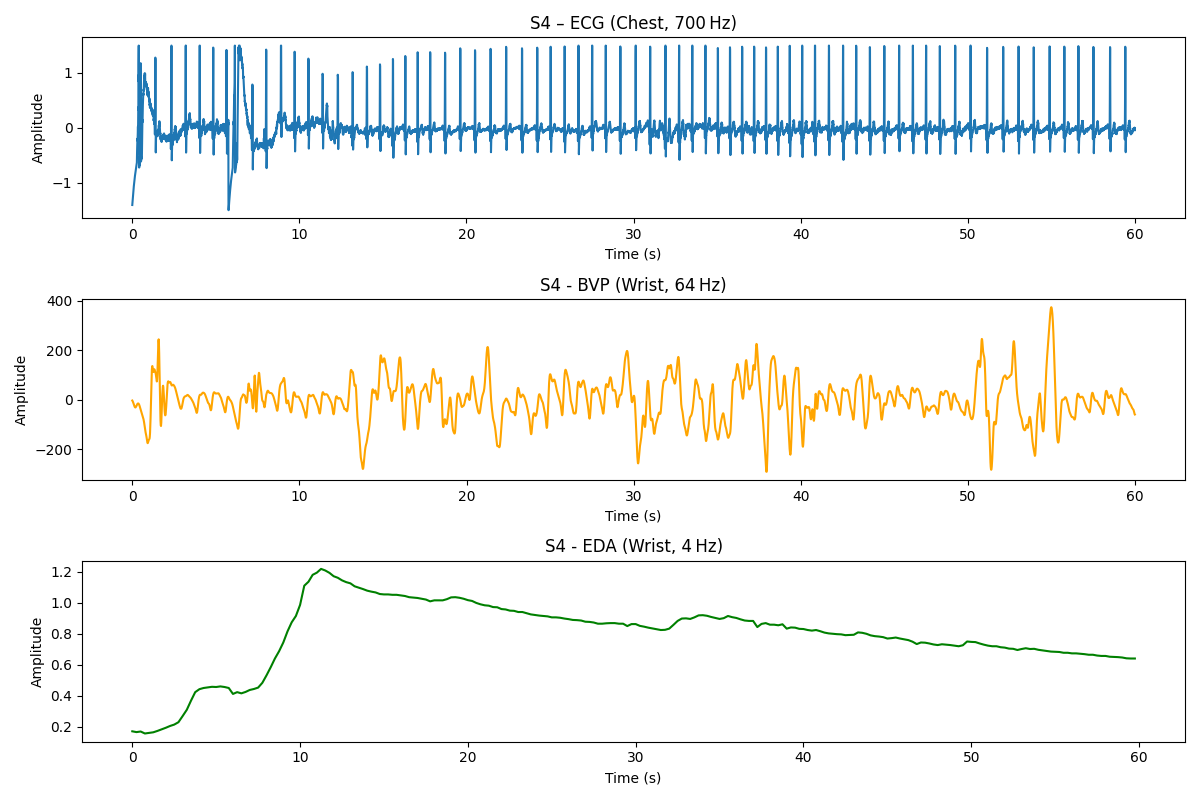 S4 – ECG (Chest, 700 Hz)
Amplitude
1
0
−1
0 10 20 30 40 50 60
Time (s)
S4 - BVP (Wrist, 64 Hz)
Amplitude
400
200
0
−200
0 10 20 30 40 50 60
Time (s)
S4 - EDA (Wrist, 4 Hz)
Amplitude
1.2
1.0
0.8
0.6
0.4
0.2
0 10 20 30 40 50 60
Time (s)